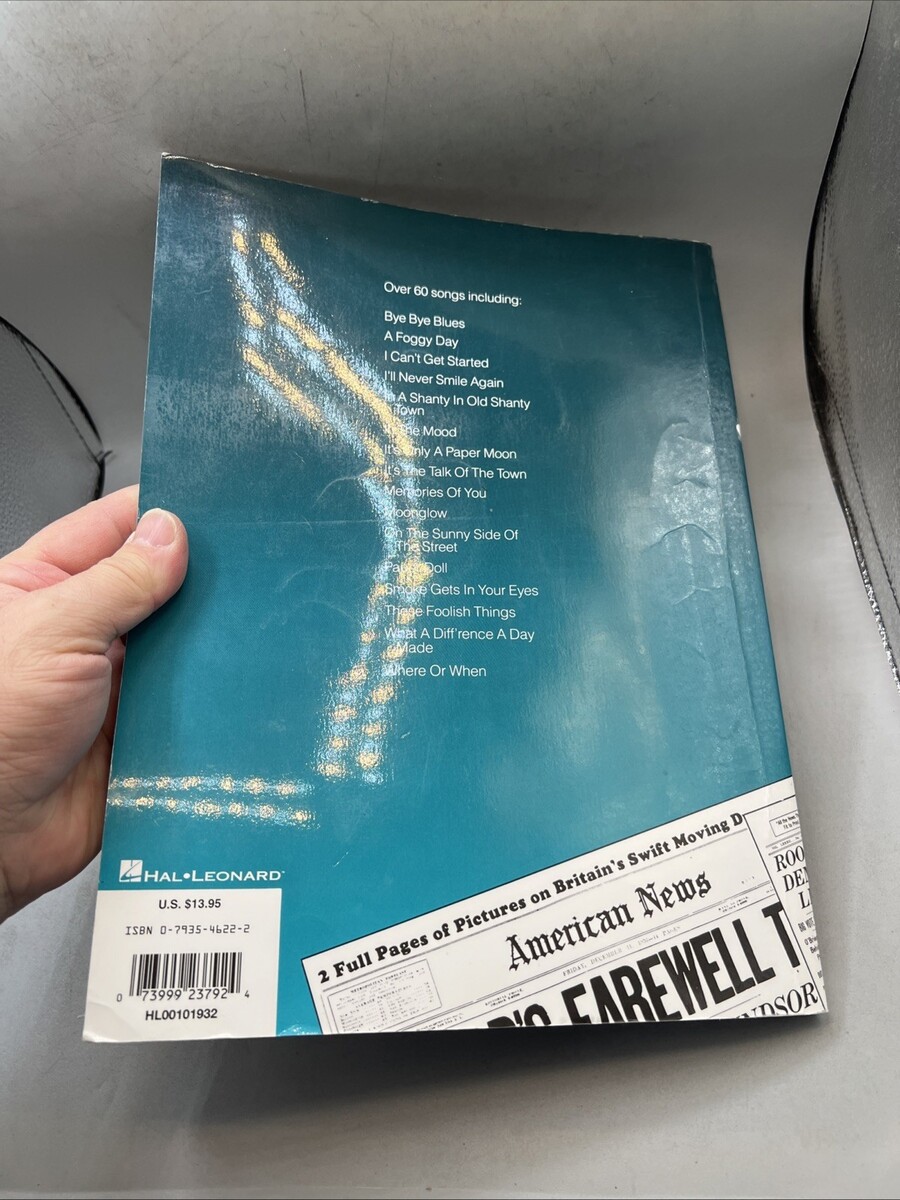 Over 60 songs including:
Bye Bye Blues
A Foggy Day
I Can't Get Started
I'll Never Smile Again
In A Shanty In Old Shanty
Town
The Mood
It's Only A Paper Moon
It's The Talk Of The Town
Memories Of You
Moonglow
On The Sunny Side Of
The Street
Paper Doll
Smoke Gets In Your Eyes
These Foolish Things
What A Diff'rence A Day
Made
Where Or When
HAL•LEONARD
U.S. $13.95
ISBN 0-7935-4622-2
0 73999 23792 4
HL00101932
2 Full Pages of Pictures on Britain's Swift Moving D
American News
FRIDAY, DECEMBER
FAREWELL T